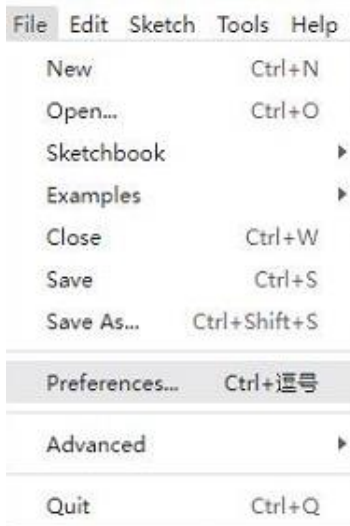 File Edit Sketch Tools Help
New Ctrl+N
Open... Ctrl+O
Sketchbook
Examples
Close Ctrl+W
Save Ctrl+S
Save As... Ctrl+Shift+S
Preferences... Ctrl+逗号
Advanced
Quit Ctrl+Q